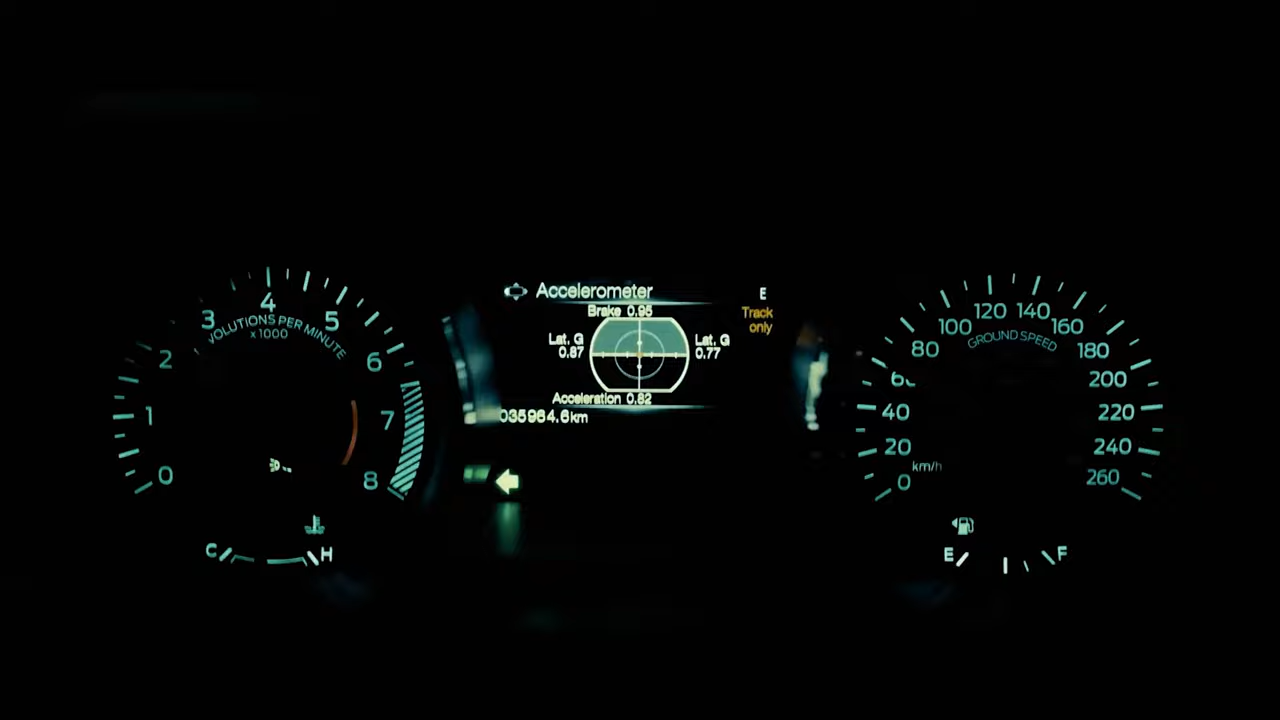 0
1
2
3
4
5
6
7
8
VOLUTIONS PER MINUTE
x1000
C
H
Accelerometer
E
Track
only
Brake 0.95
Lat. G
0.87
Lat. G
0.77
Acceleration 0.82
035964.6km
0
20
40
80
100
120
140
160
180
200
220
240
260
GROUND SPEED
km/h
E
F